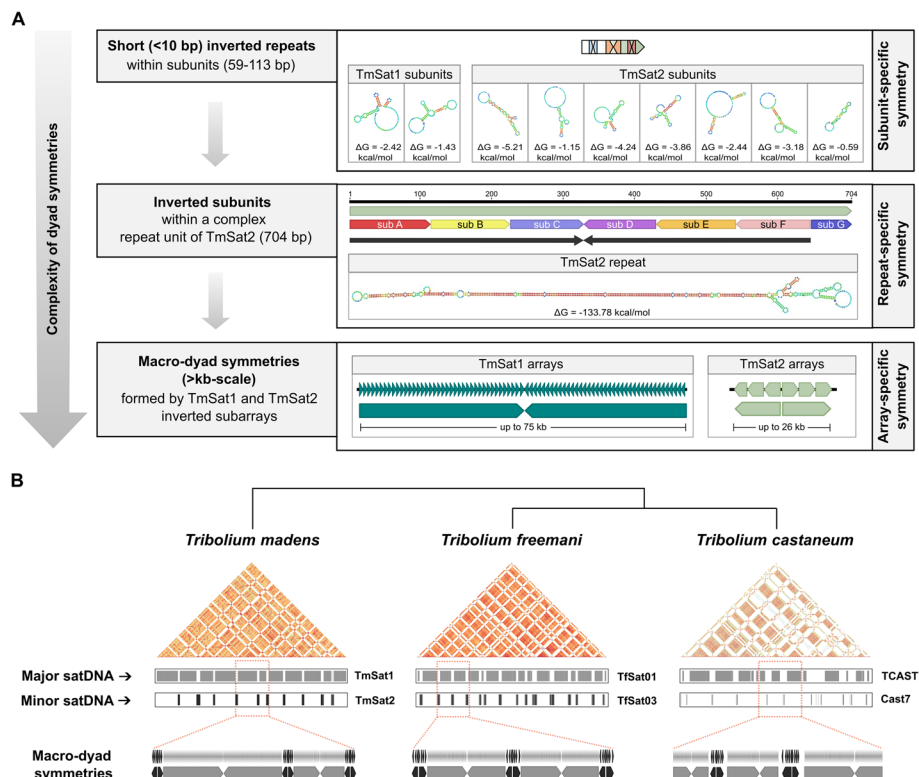 A
Complexity of dyad symmetries
Short (<10 bp) inverted repeats
within subunits (59-113 bp)
TmSat1 subunits
TmSat2 subunits
ΔG = -2.42
kcal/mol
ΔG = -1.43
kcal/mol
ΔG = -5.21
kcal/mol
ΔG = -1.15
kcal/mol
ΔG = -4.24
kcal/mol
ΔG = -3.86
kcal/mol
ΔG = -2.44
kcal/mol
ΔG = -3.18
kcal/mol
ΔG = -0.59
kcal/mol
Subunit-specific
symmetry
Inverted subunits
within a complex
repeat unit of TmSat2 (704 bp)
1 100 200 300 400 500 600 704
sub A sub B sub C sub D sub E sub F sub G
TmSat2 repeat
ΔG = -133.78 kcal/mol
Repeat-specific
symmetry
Macro-dyad symmetries
(>kb-scale)
formed by TmSat1 and TmSat2
inverted subarrays
TmSat1 arrays
up to 75 kb
TmSat2 arrays
up to 26 kb
Array-specific
symmetry
B
Tribolium madens
Tribolium freemani
Tribolium castaneum
Major satDNA → TmSat1 TfSat01 TCAST
Minor satDNA → TmSat2 TfSat03 Cast7
Macro-dyad
symmetries